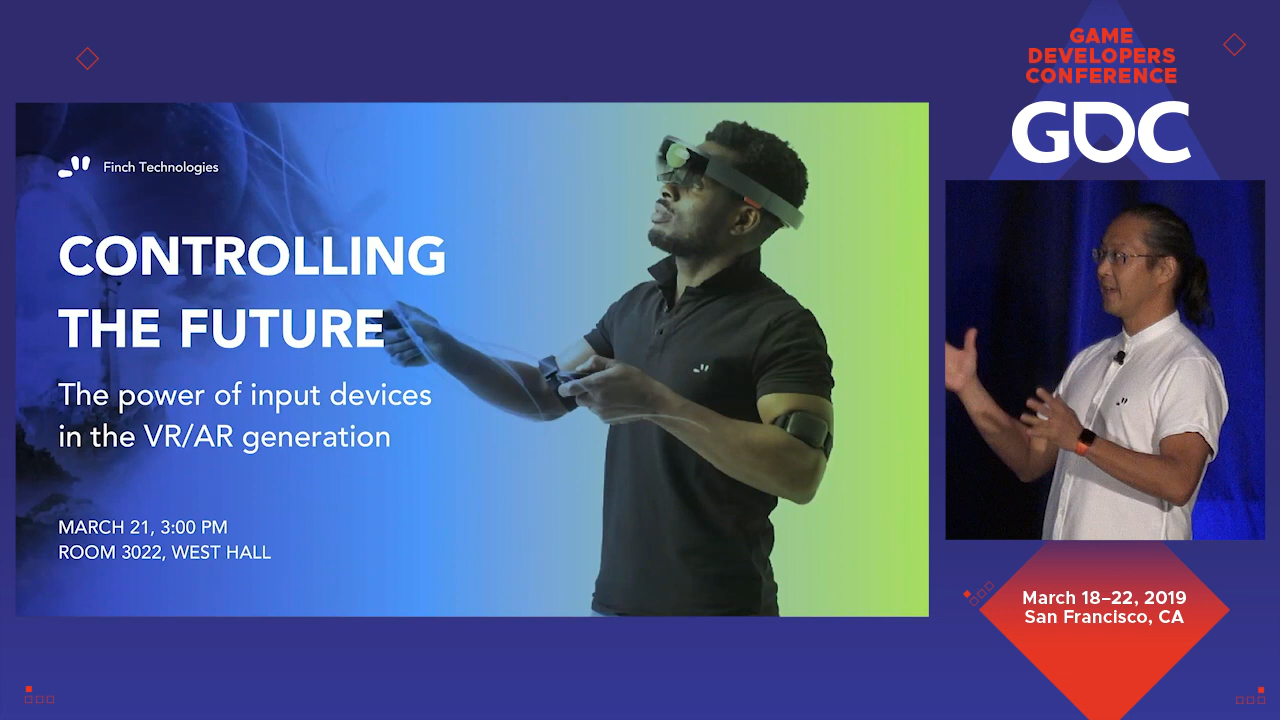 GAME
DEVELOPERS
CONFERENCE
GDC
Finch Technologies
CONTROLLING
THE FUTURE
The power of input devices
in the VR/AR generation
MARCH 21, 3:00 PM
ROOM 3022, WEST HALL
March 18–22, 2019
San Francisco, CA